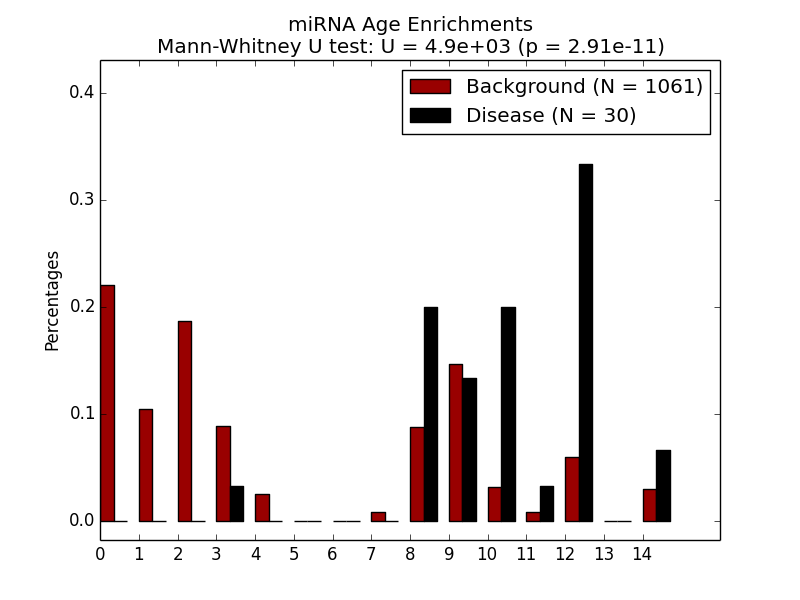 miRNA Age Enrichments
Mann-Whitney U test: U = 4.9e+03 (p = 2.91e-11)
Background (N = 1061)
Disease (N = 30)
Percentages
0.4
0.3
0.2
0.1
0.0
0 1 2 3 4 5 6 7 8 9 10 11 12 13 14